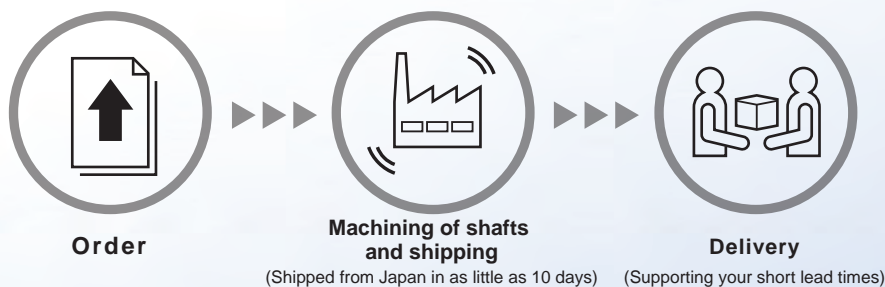 Order
Machining of shafts
and shipping
(Shipped from Japan in as little as 10 days)
Delivery
(Supporting your short lead times)